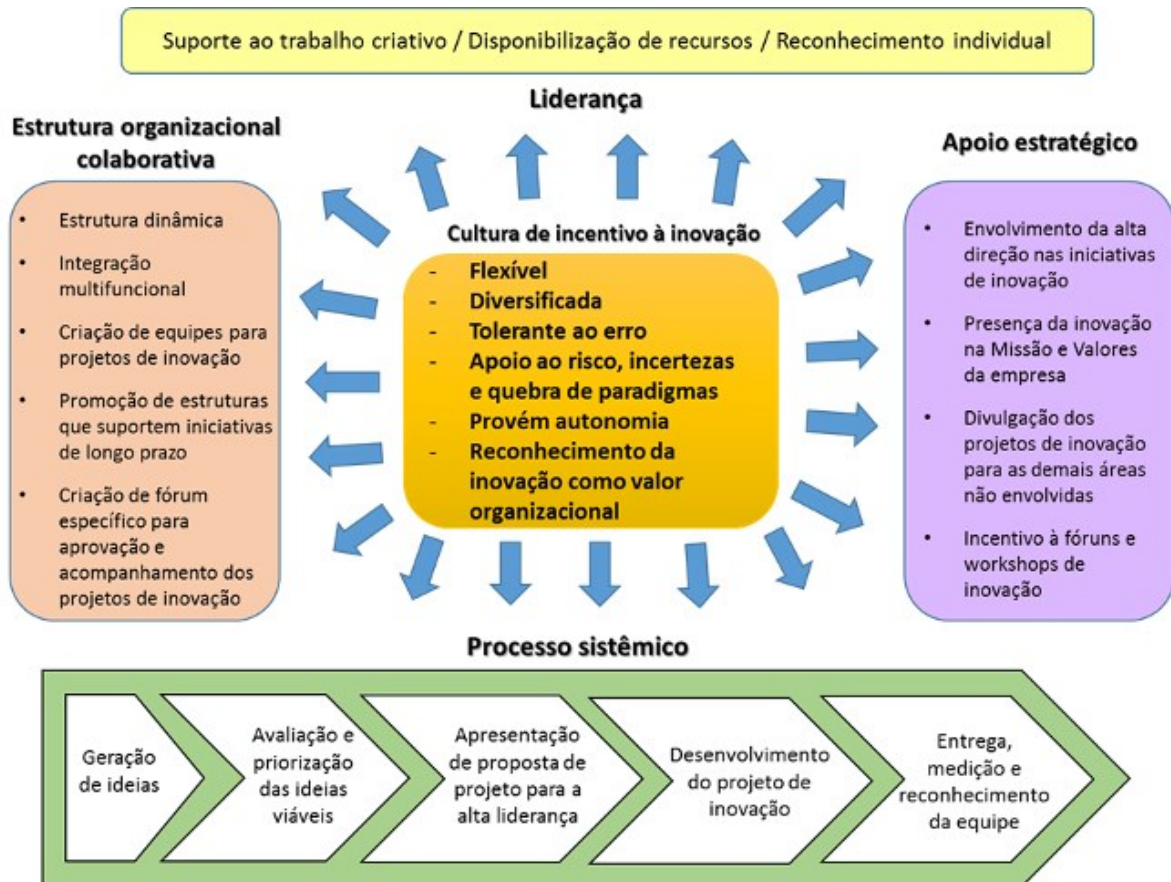 Suporte ao trabalho criativo / Disponibilização de recursos / Reconhecimento individual
Liderança
Estrutura organizacional
colaborativa
• Estrutura dinâmica
• Integração
multifuncional
• Criação de equipes para
projetos de inovação
• Promoção de estruturas
que suportem iniciativas
de longo prazo
• Criação de fórum
específico para
aprovação e
acompanhamento dos
projetos de inovação
Cultura de incentivo à inovação
- Flexível
- Diversificada
- Tolerante ao erro
- Apoio ao risco, incertezas
e quebra de paradigmas
- Provém autonomia
- Reconhecimento da
inovação como valor
organizacional
Apoio estratégico
• Envolvimento da alta
direção nas iniciativas
de inovação
• Presença da inovação
na Missão e Valores
da empresa
• Divulgação dos
projetos de inovação
para as demais áreas
não envolvidas
• Incentivo à fóruns e
workshops de
inovação
Processo sistêmico
Geração
de ideias
Avaliação e
priorização
das ideias
viáveis
Apresentação
de proposta de
projeto para a
alta liderança
Desenvolvimento
do projeto de
inovação
Entrega,
medição e
reconhecimento
da equipe